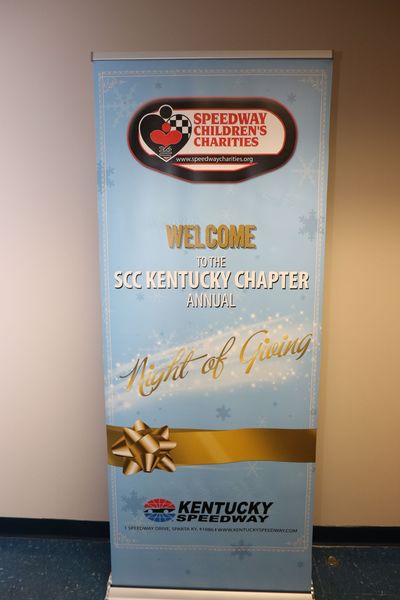 SPEEDWAY
CHILDREN'S
CHARITIES
www.speedwaycharities.org
WELCOME
TO THE
SCC KENTUCKY CHAPTER
ANNUAL
Night of Giving
KENTUCKY
SPEEDWAY
1 SPEEDWAY DRIVE, SPARTA KY, WWW.KENTUCKYSPEEDWAY.COM